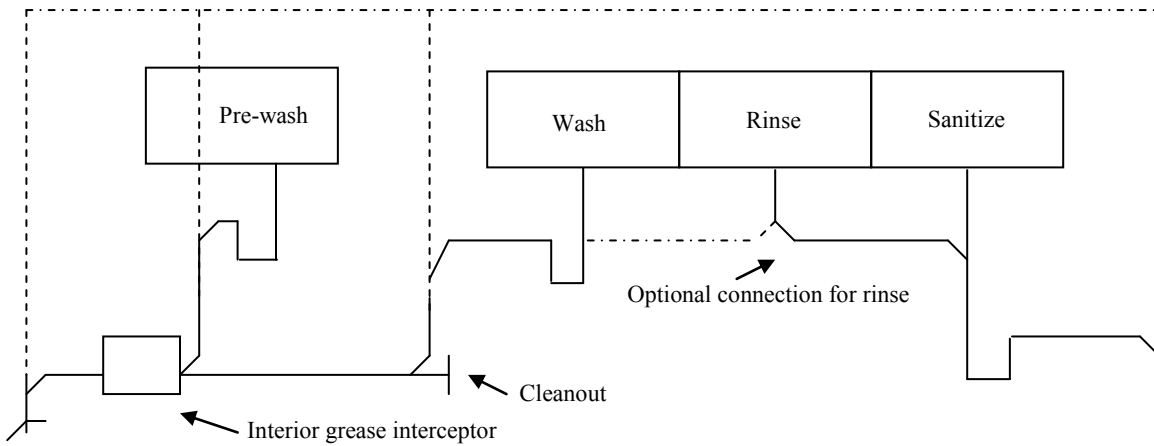 Pre-wash
Wash
Rinse
Sanitize
Optional connection for rinse
Cleanout
Interior grease interceptor